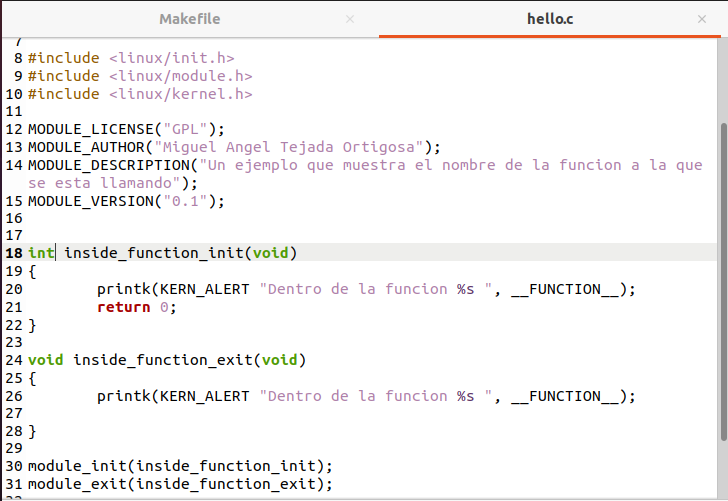 Makefile × hello.c ×
7
8 #include <linux/init.h>
9 #include <linux/module.h>
10 #include <linux/kernel.h>
11
12 MODULE_LICENSE("GPL");
13 MODULE_AUTHOR("Miguel Angel Tejada Ortigosa");
14 MODULE_DESCRIPTION("Un ejemplo que muestra el nombre de la funcion a la que
se esta llamando");
15 MODULE_VERSION("0.1");
16
17
18 int inside_function_init(void)
19 {
20         printk(KERN_ALERT "Dentro de la funcion %s ", __FUNCTION__);
21         return 0;
22 }
23
24 void inside_function_exit(void)
25 {
26         printk(KERN_ALERT "Dentro de la funcion %s ", __FUNCTION__);
27
28 }
29
30 module_init(inside_function_init);
31 module_exit(inside_function_exit);